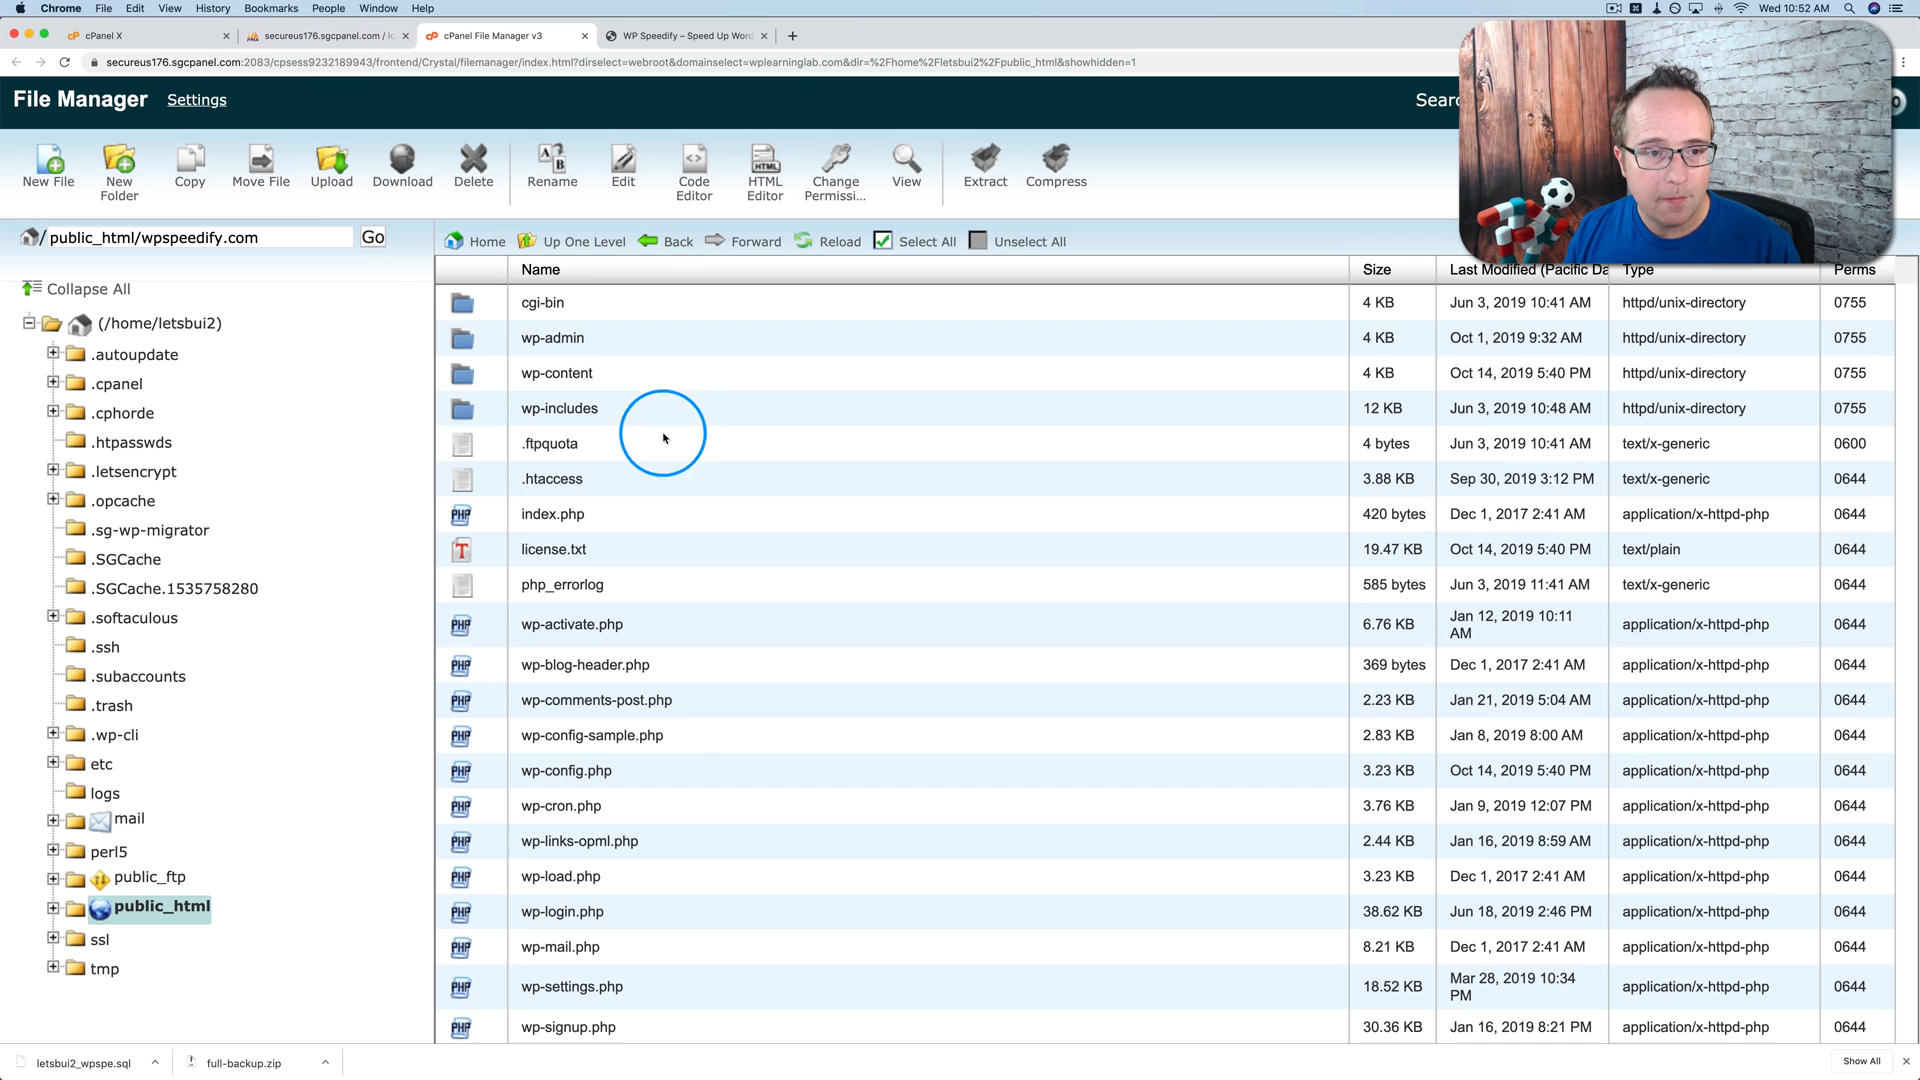 Chrome File Edit View History Bookmarks People Window Help Wed 10:52 AM
cPanel X secureus176.sgcpanel.com / lo cPanel File Manager v3 WP Speedify – Speed Up Word
secureus176.sgcpanel.com:2083/cpsess9232189943/frontend/Crystal/filemanager/index.html?dirselect=webroot&domainselect=wplearninglab.com&dir=%2Fhome%2Fletsbui2%2Fpublic_html&showhidden=1
File Manager Settings Searc
New File New Folder Copy Move File Upload Download Delete Rename Edit Code Editor HTML Editor Change Permissi... View Extract Compress
/ public_html/wpspeedify.com Go
Home Up One Level Back Forward Reload Select All Unselect All
Collapse All
(/home/letsbui2)
.autoupdate
.cpanel
.cphorde
.htpasswds
.letsencrypt
.opcache
.sg-wp-migrator
.SGCache
.SGCache.1535758280
.softaculous
.ssh
.subaccounts
.trash
.wp-cli
etc
logs
mail
perl5
public_ftp
public_html
ssl
tmp
Name Size Last Modified (Pacific Da Type Perms
cgi-bin 4 KB Jun 3, 2019 10:41 AM httpd/unix-directory 0755
wp-admin 4 KB Oct 1, 2019 9:32 AM httpd/unix-directory 0755
wp-content 4 KB Oct 14, 2019 5:40 PM httpd/unix-directory 0755
wp-includes 12 KB Jun 3, 2019 10:48 AM httpd/unix-directory 0755
.ftpquota 4 bytes Jun 3, 2019 10:41 AM text/x-generic 0600
.htaccess 3.88 KB Sep 30, 2019 3:12 PM text/x-generic 0644
PHP index.php 420 bytes Dec 1, 2017 2:41 AM application/x-httpd-php 0644
T license.txt 19.47 KB Oct 14, 2019 5:40 PM text/plain 0644
php_errorlog 585 bytes Jun 3, 2019 11:41 AM text/x-generic 0644
PHP wp-activate.php 6.76 KB Jan 12, 2019 10:11 AM application/x-httpd-php 0644
PHP wp-blog-header.php 369 bytes Dec 1, 2017 2:41 AM application/x-httpd-php 0644
PHP wp-comments-post.php 2.23 KB Jan 21, 2019 5:04 AM application/x-httpd-php 0644
PHP wp-config-sample.php 2.83 KB Jan 8, 2019 8:00 AM application/x-httpd-php 0644
PHP wp-config.php 3.23 KB Oct 14, 2019 5:40 PM application/x-httpd-php 0644
PHP wp-cron.php 3.76 KB Jan 9, 2019 12:07 PM application/x-httpd-php 0644
PHP wp-links-opml.php 2.44 KB Jan 16, 2019 8:59 AM application/x-httpd-php 0644
PHP wp-load.php 3.23 KB Dec 1, 2017 2:41 AM application/x-httpd-php 0644
PHP wp-login.php 38.62 KB Jun 18, 2019 2:46 PM application/x-httpd-php 0644
PHP wp-mail.php 8.21 KB Dec 1, 2017 2:41 AM application/x-httpd-php 0644
PHP wp-settings.php 18.52 KB Mar 28, 2019 10:34 PM application/x-httpd-php 0644
PHP wp-signup.php 30.36 KB Jan 16, 2019 8:21 PM application/x-httpd-php 0644
letsbui2_wpspe.sql full-backup.zip Show All